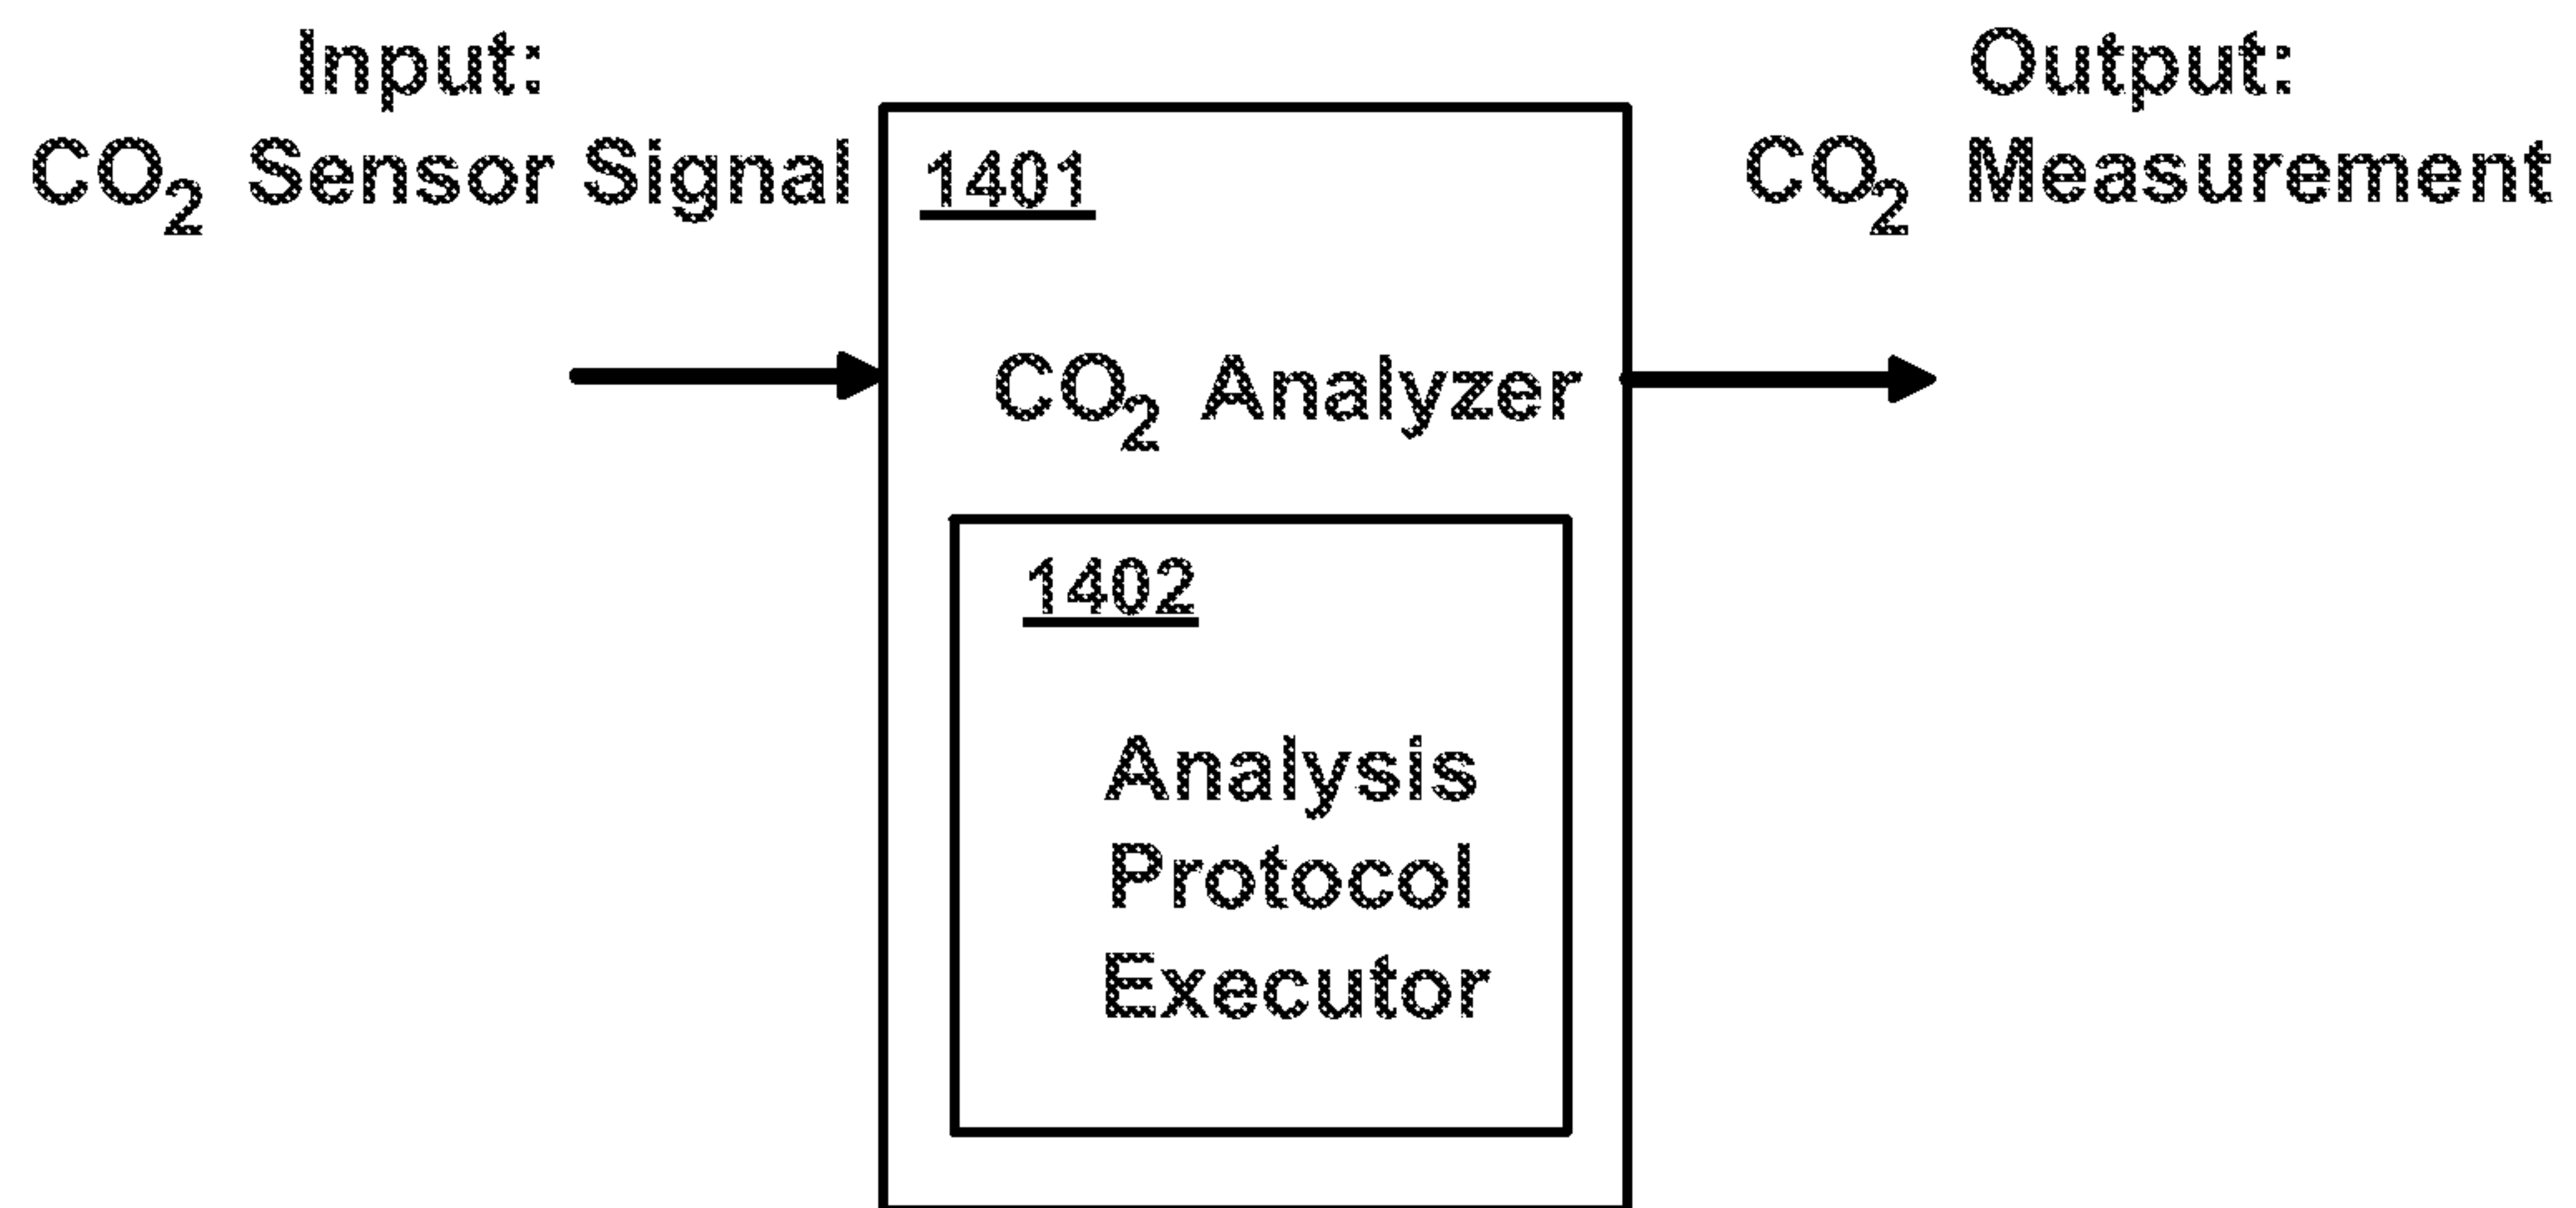 Input:
CO₂ Sensor Signal
1401
CO₂ Analyzer
1402
Analysis
Protocol
Executor
Output:
CO₂ Measurement